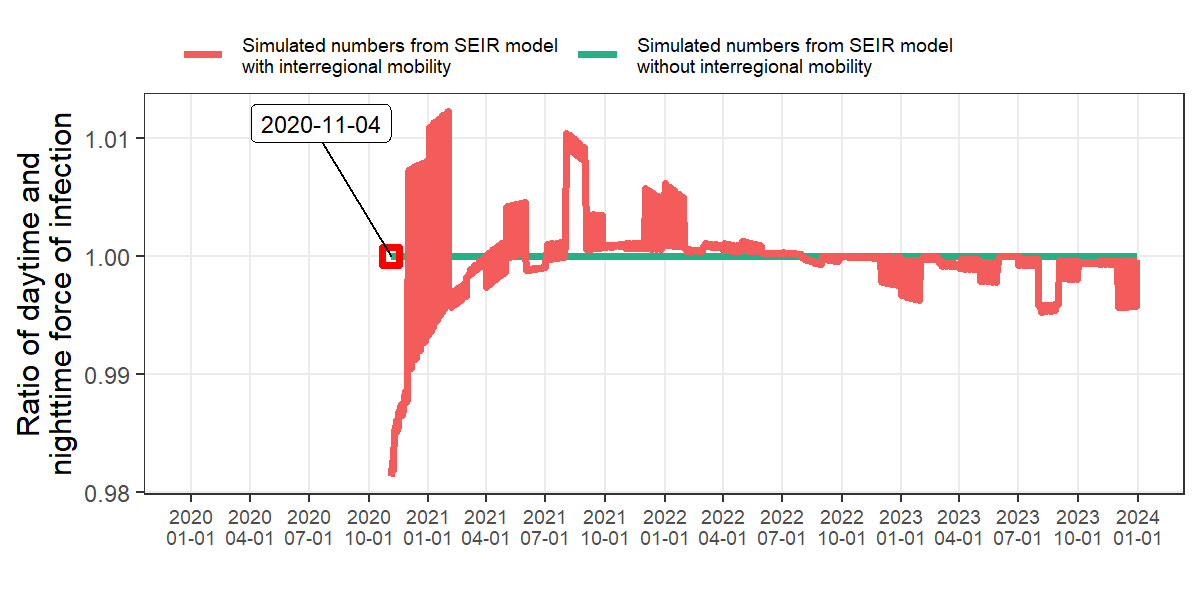 Simulated numbers from SEIR model
with interregional mobility
Simulated numbers from SEIR model
without interregional mobility
2020-11-04
Ratio of daytime and
nighttime force of infection
1.01
1.00
0.99
0.98
2020 2020 2020 2020 2021 2021 2021 2021 2022 2022 2022 2022 2023 2023 2023 2023 2024
01-01 04-01 07-01 10-01 01-01 04-01 07-01 10-01 01-01 04-01 07-01 10-01 01-01 04-01 07-01 10-01 01-01